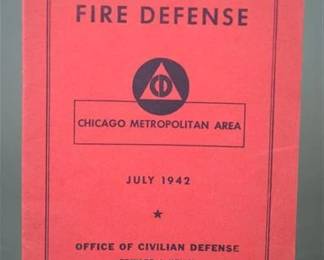 FIRE DEFENSE
CD
CHICAGO METROPOLITAN AREA
JULY 1942
OFFICE OF CIVILIAN DEFENSE